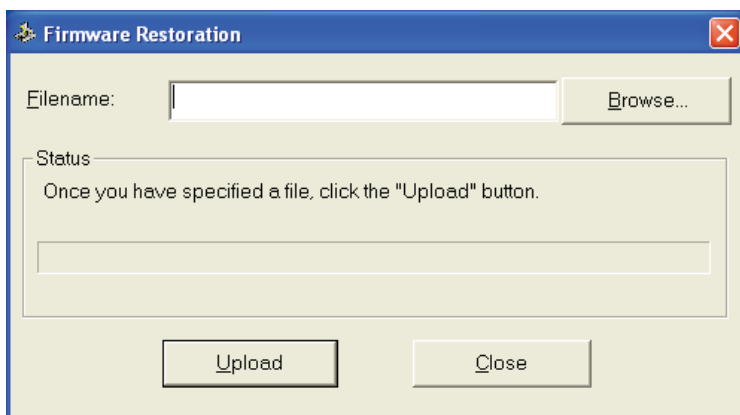 Firmware Restoration
Filename:
Browse...
Status
Once you have specified a file, click the "Upload" button.
Upload
Close